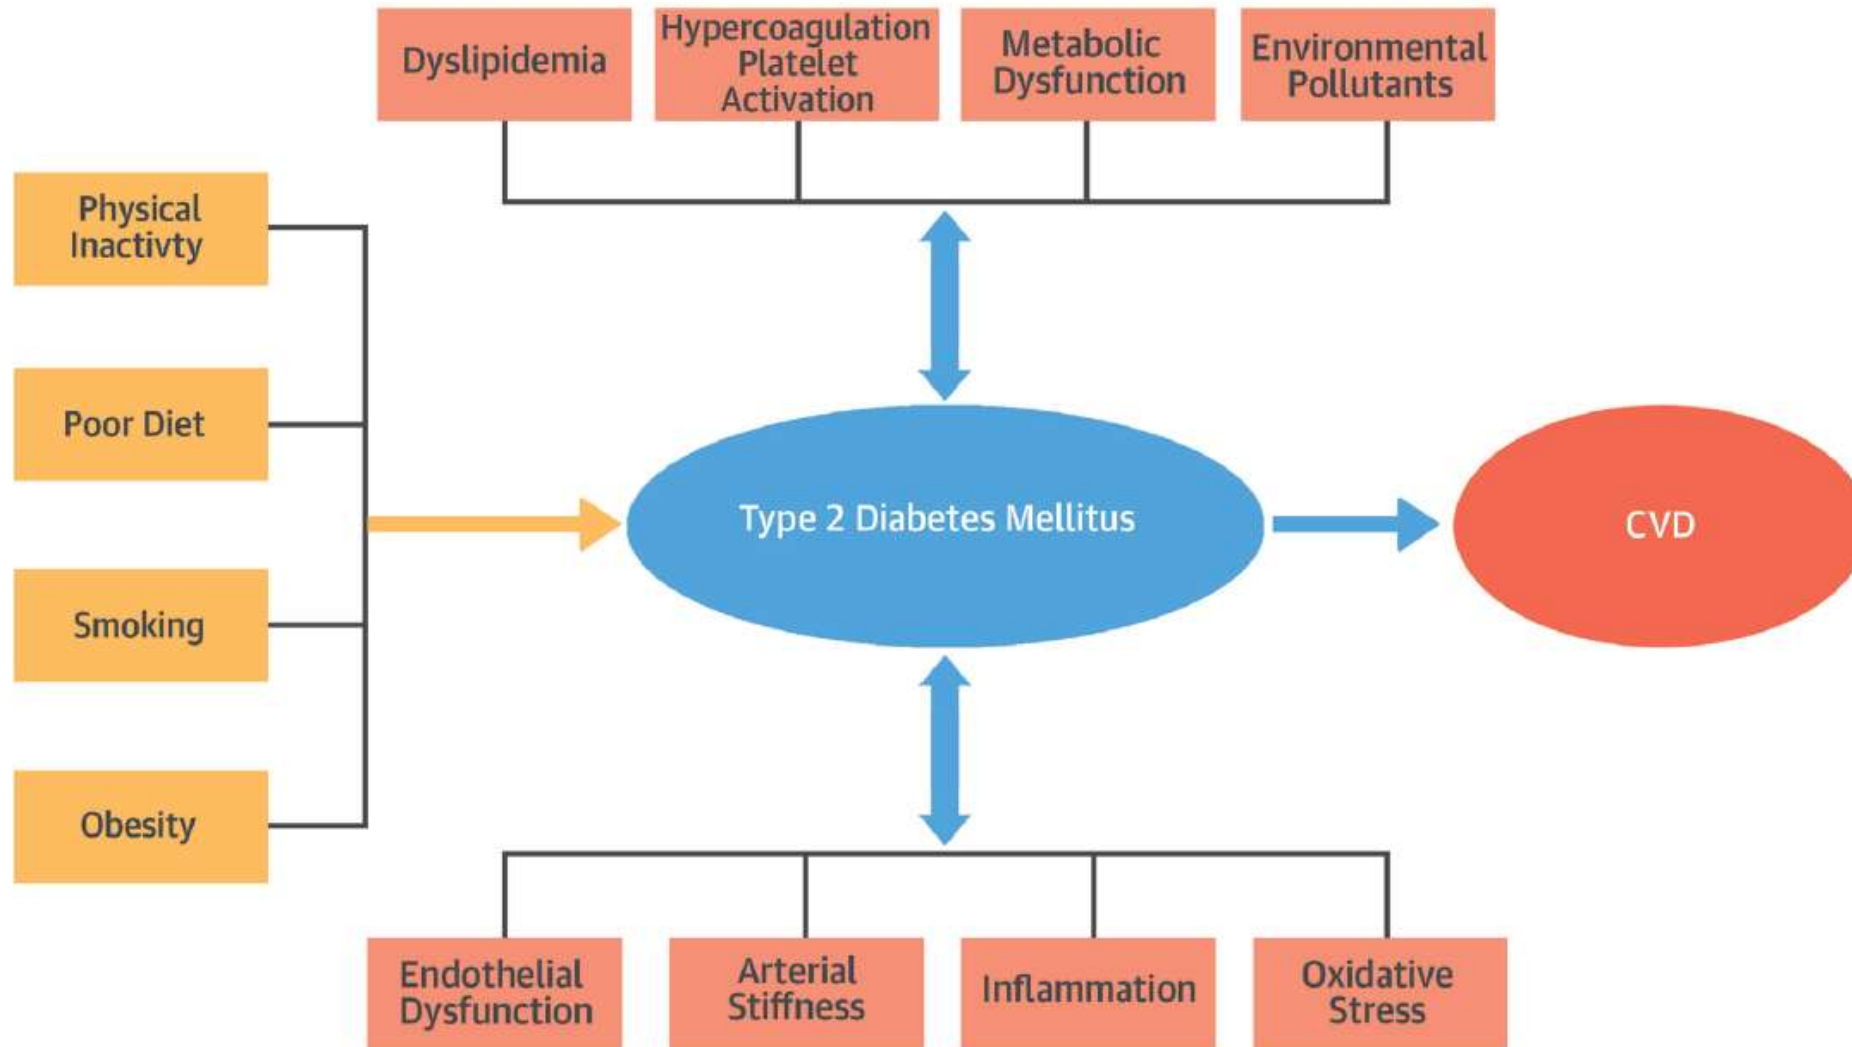 Dyslipidemia
Hypercoagulation
Platelet
Activation
Metabolic
Dysfunction
Environmental
Pollutants
Physical
Inactivty
Poor Diet
Smoking
Obesity
Type 2 Diabetes Mellitus
CVD
Endothelial
Dysfunction
Arterial
Stiffness
Inflammation
Oxidative
Stress